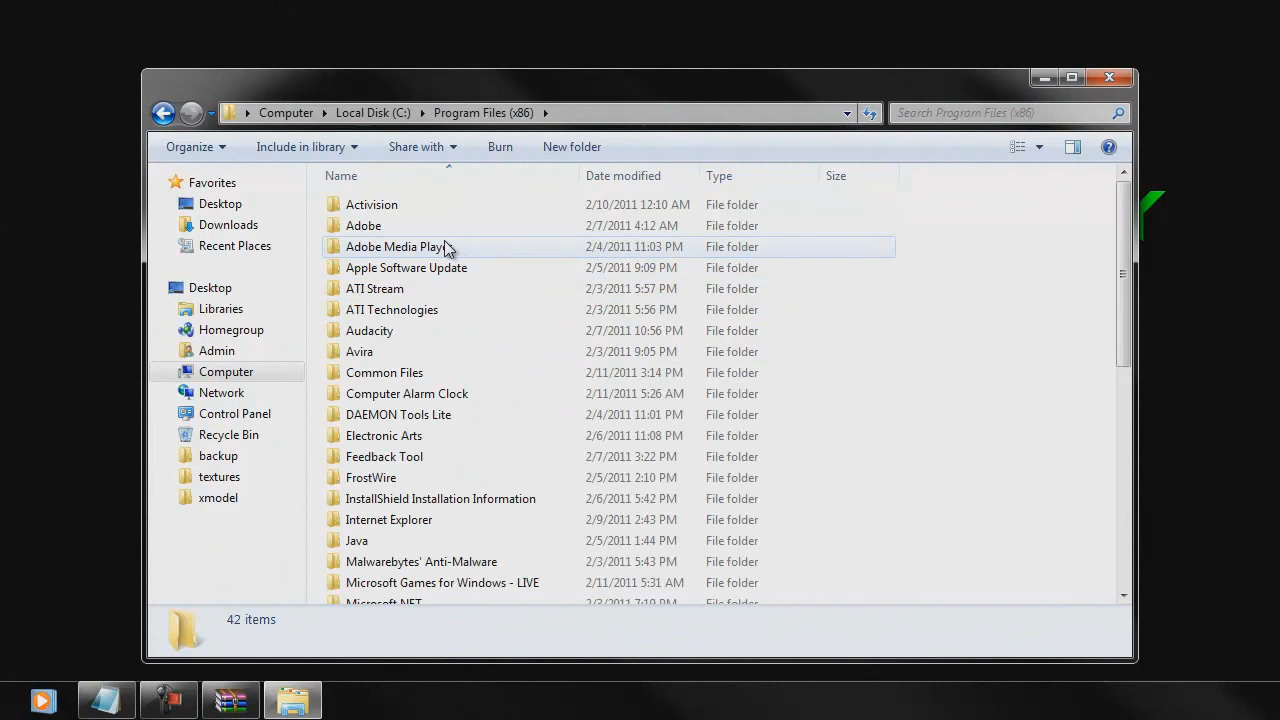 Computer Local Disk (C:) Program Files (x86) Search Program Files (x86)
Organize Include in library Share with Burn New folder
Name Date modified Type Size
Favorites
Desktop
Downloads
Recent Places
Desktop
Libraries
Homegroup
Admin
Computer
Network
Control Panel
Recycle Bin
backup
textures
xmodel
Activision 2/10/2011 12:10 AM File folder
Adobe 2/7/2011 4:12 AM File folder
Adobe Media Play 2/4/2011 11:03 PM File folder
Apple Software Update 2/5/2011 9:09 PM File folder
ATI Stream 2/3/2011 5:57 PM File folder
ATI Technologies 2/3/2011 5:56 PM File folder
Audacity 2/7/2011 10:56 PM File folder
Avira 2/3/2011 9:05 PM File folder
Common Files 2/11/2011 3:14 PM File folder
Computer Alarm Clock 2/11/2011 5:26 AM File folder
DAEMON Tools Lite 2/4/2011 11:01 PM File folder
Electronic Arts 2/6/2011 11:08 PM File folder
Feedback Tool 2/7/2011 3:22 PM File folder
FrostWire 2/5/2011 2:10 PM File folder
InstallShield Installation Information 2/6/2011 5:42 PM File folder
Internet Explorer 2/9/2011 2:43 PM File folder
Java 2/5/2011 1:44 PM File folder
Malwarebytes' Anti-Malware 2/3/2011 5:43 PM File folder
Microsoft Games for Windows - LIVE 2/11/2011 5:31 AM File folder
Microsoft.NET 2/3/2011 7:19 PM File folder
42 items